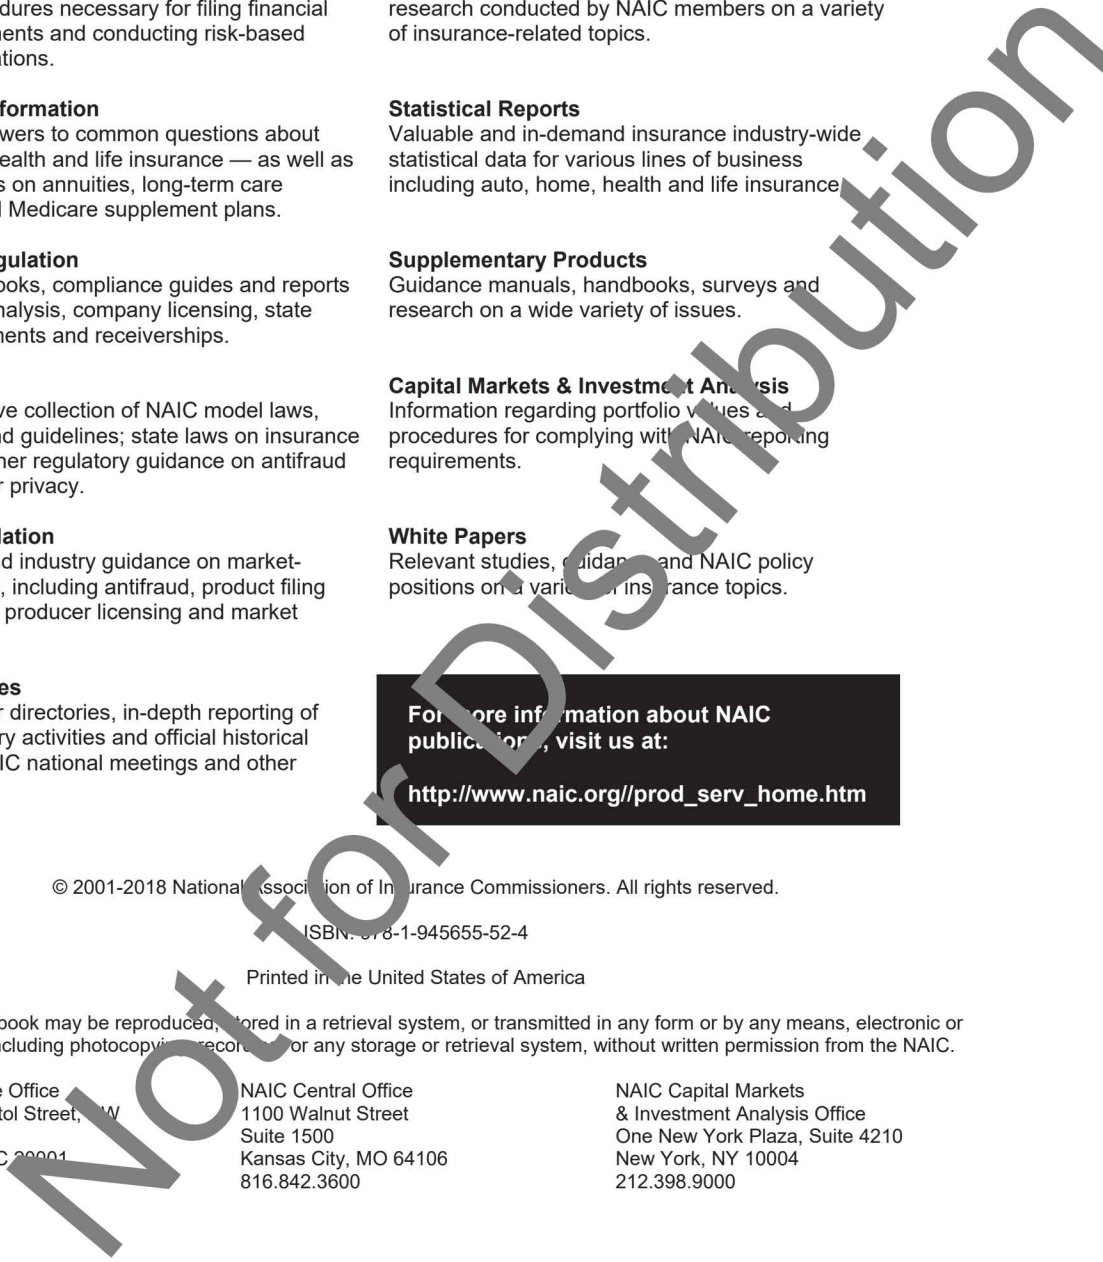 dures necessary for filing financial
ents and conducting risk-based
tions.
formation
wers to common questions about
ealth and life insurance — as well as
s on annuities, long-term care
l Medicare supplement plans.
gulation
ooks, compliance guides and reports
nalysis, company licensing, state
ents and receiverships.
ve collection of NAIC model laws,
nd guidelines; state laws on insurance
her regulatory guidance on antifraud
r privacy.
lation
d industry guidance on market-
, including antifraud, product filing
producer licensing and market
es
r directories, in-depth reporting of
ry activities and official historical
IC national meetings and other
research conducted by NAIC members on a variety
of insurance-related topics.
Statistical Reports
Valuable and in-demand insurance industry-wide
statistical data for various lines of business
including auto, home, health and life insurance
Supplementary Products
Guidance manuals, handbooks, surveys and
research on a wide variety of issues.
Capital Markets & Investment Analysis
Information regarding portfolio values and
procedures for complying with NAIC reporting
requirements.
White Papers
Relevant studies, guidance and NAIC policy
positions on a variety of insurance topics.
For more information about NAIC
publications, visit us at:
http://www.naic.org//prod_serv_home.htm
© 2001-2018 National Association of Insurance Commissioners. All rights reserved.
ISBN: 978-1-945655-52-4
Printed in the United States of America
book may be reproduced, stored in a retrieval system, or transmitted in any form or by any means, electronic or
ncluding photocopying, recording, or any storage or retrieval system, without written permission from the NAIC.
e Office
tol Street, NW
C 20001
NAIC Central Office
1100 Walnut Street
Suite 1500
Kansas City, MO 64106
816.842.3600
NAIC Capital Markets
& Investment Analysis Office
One New York Plaza, Suite 4210
New York, NY 10004
212.398.9000
Not for Distribution